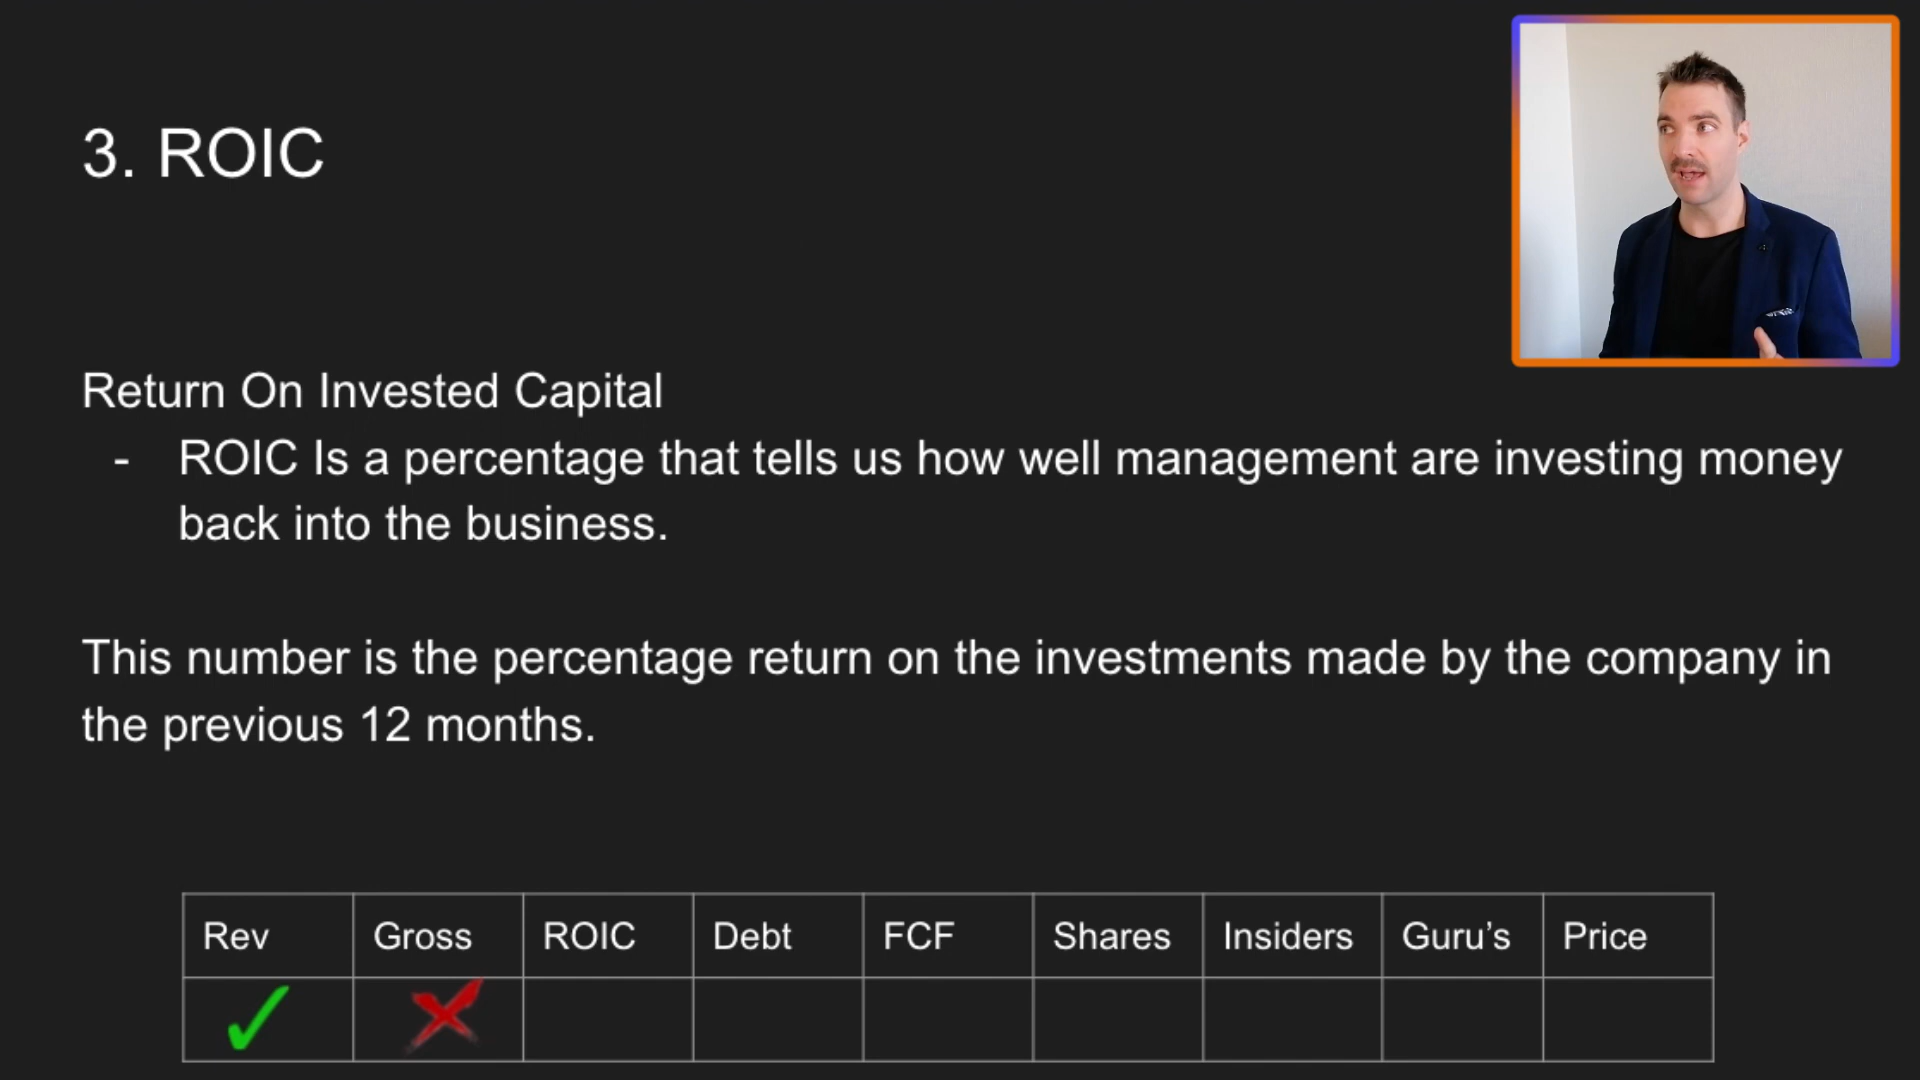 3. ROIC
Return On Invested Capital
- ROIC Is a percentage that tells us how well management are investing money
back into the business.
This number is the percentage return on the investments made by the company in
the previous 12 months.
Rev Gross ROIC Debt FCF Shares Insiders Guru’s Price